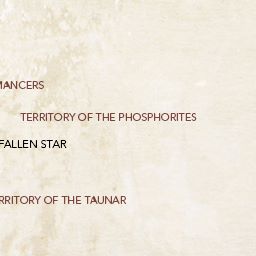 MANCERS
TERRITORY OF THE PHOSPHORITES
FALLEN STAR
RRITORY OF THE TAUNAR